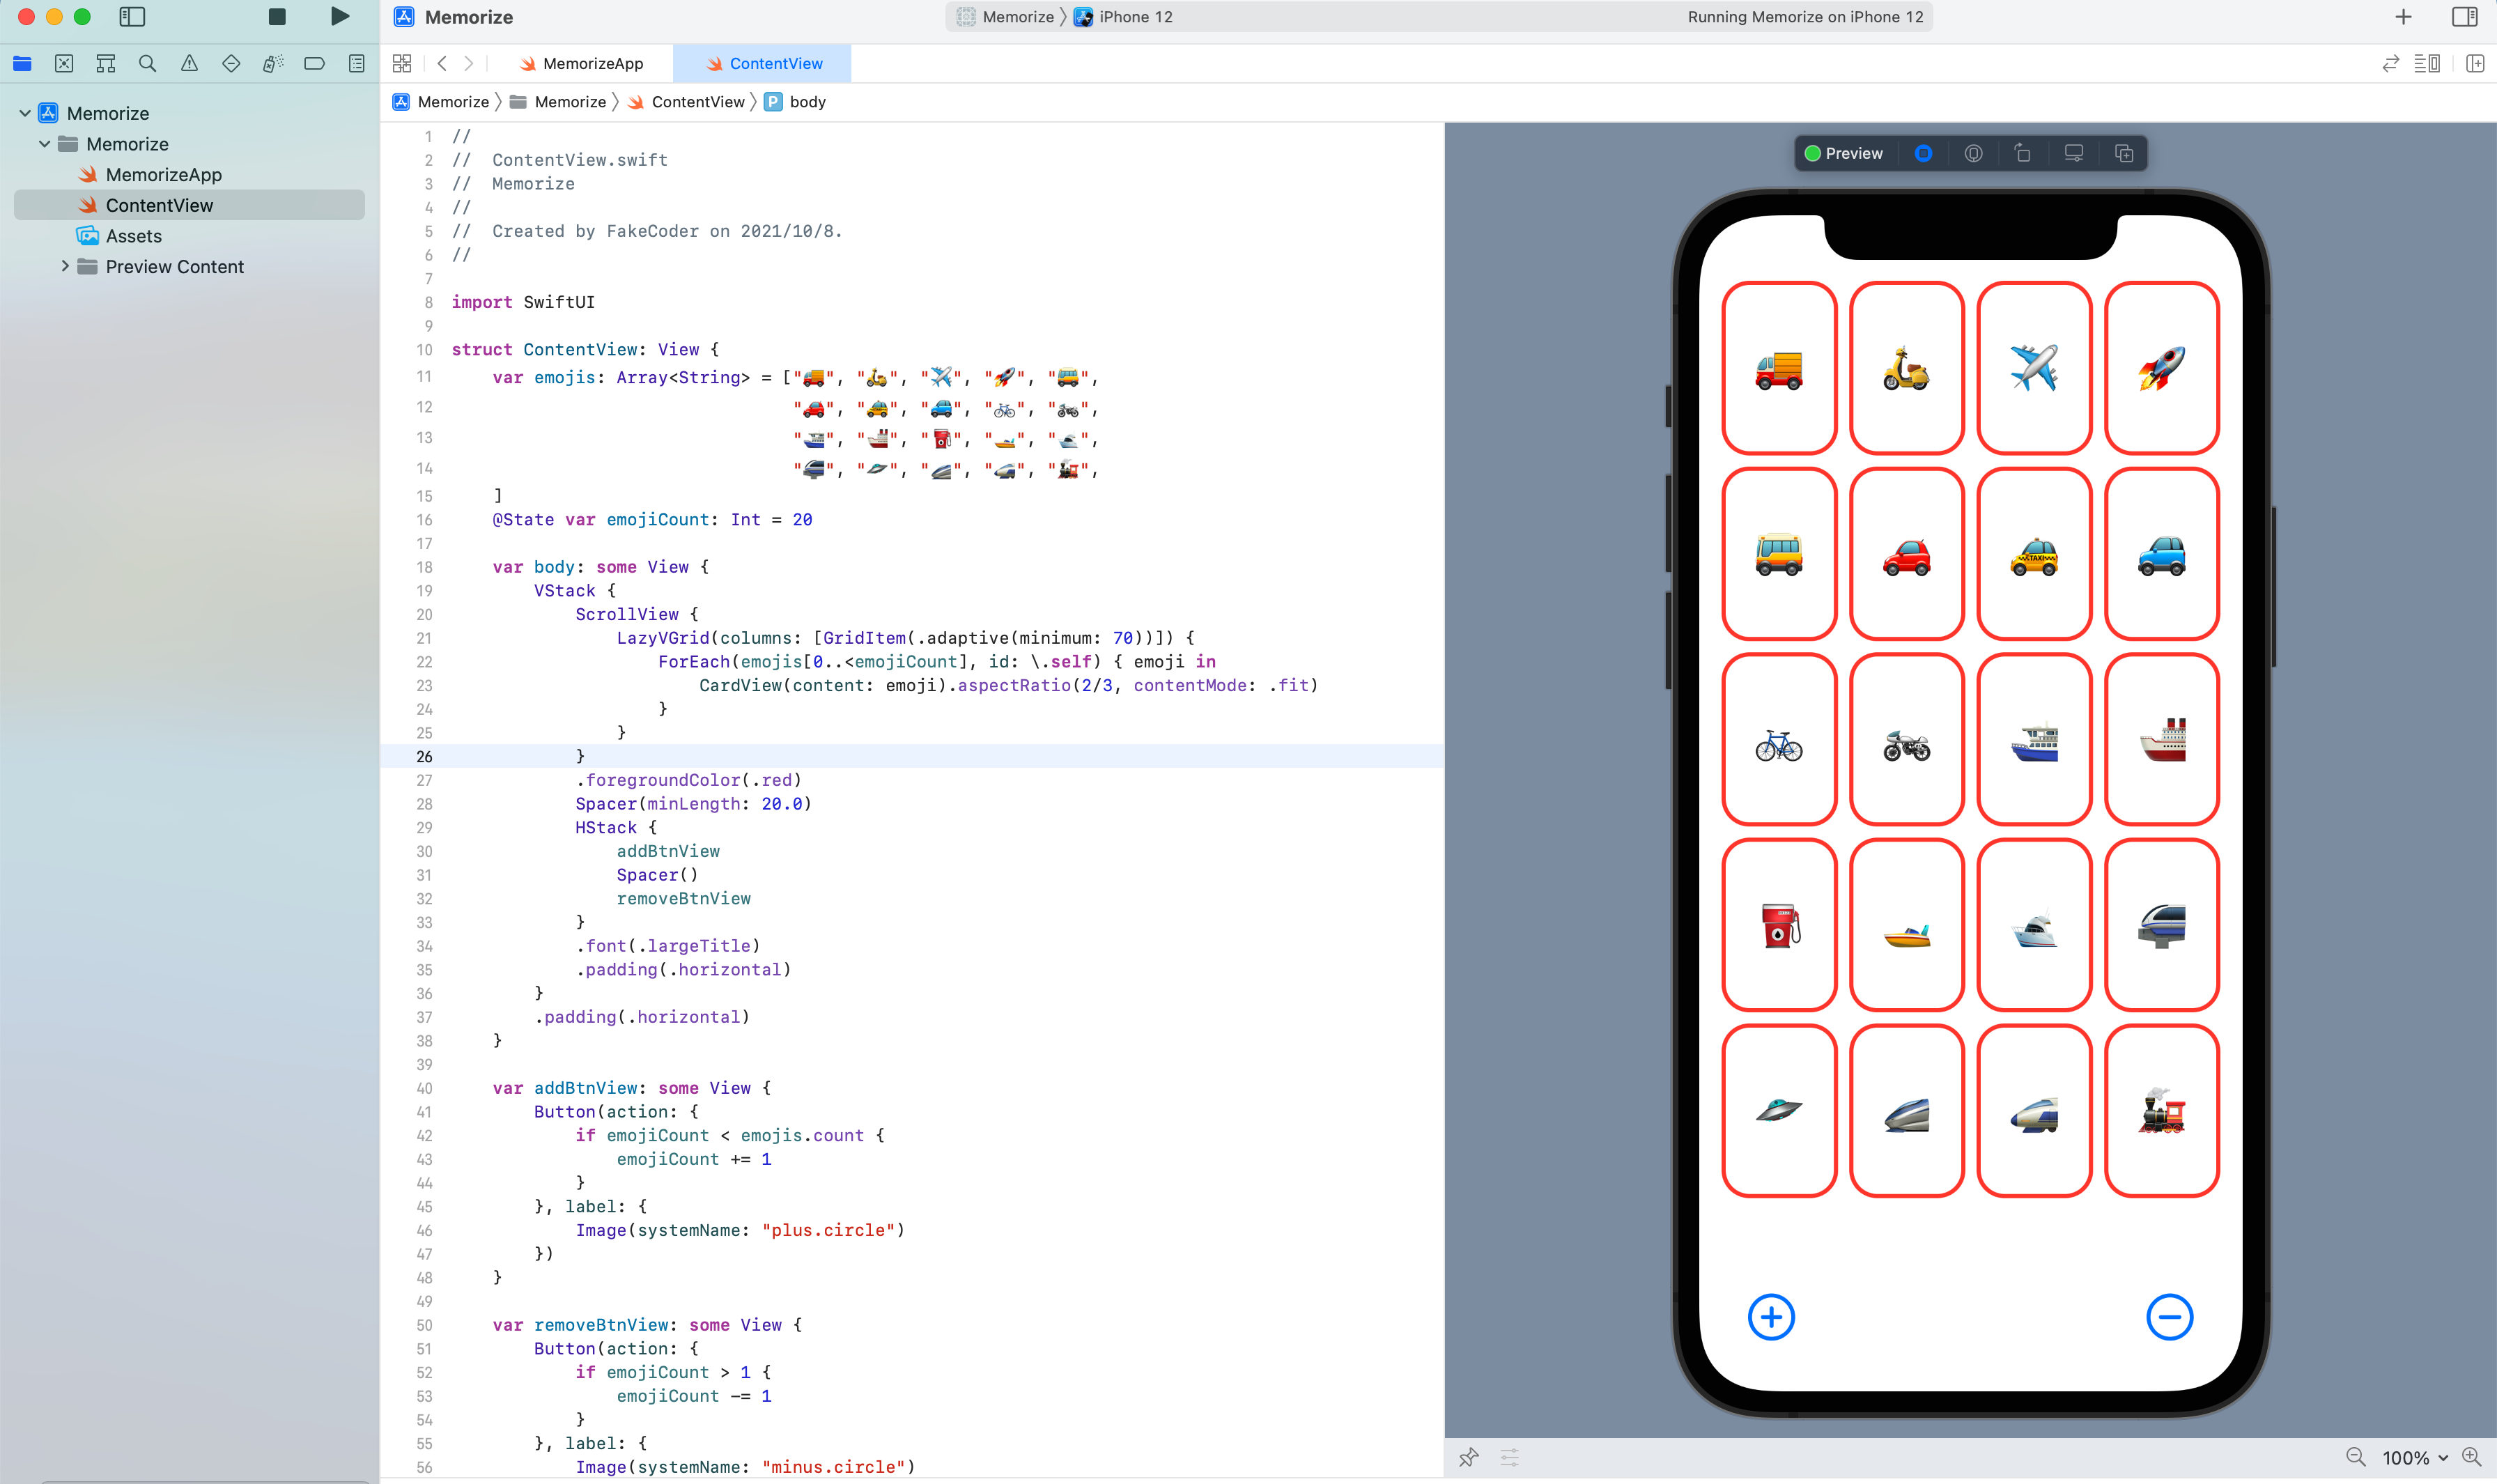 Memorize
Memorize 〉 iPhone 12
Running Memorize on iPhone 12
MemorizeApp
ContentView
Memorize 〉 Memorize 〉 ContentView 〉 P body
Memorize
Memorize
MemorizeApp
ContentView
Assets
Preview Content
1 //
2 //  ContentView.swift
3 //  Memorize
4 //
5 //  Created by FakeCoder on 2021/10/8.
6 //
7
8 import SwiftUI
9
10 struct ContentView: View {
11     var emojis: Array<String> = ["🚚", "🛵", "✈️", "🚀", "🚌",
12                                  "🚗", "🚕", "🚙", "🚲", "🏍",
13                                  "⛴", "🚢", "⛽️", "🚤", "🛥",
14                                  "🚝", "🛸", "🚄", "🚅", "🚂",
15     ]
16     @State var emojiCount: Int = 20
17
18     var body: some View {
19         VStack {
20             ScrollView {
21                 LazyVGrid(columns: [GridItem(.adaptive(minimum: 70))]) {
22                     ForEach(emojis[0..<emojiCount], id: \.self) { emoji in
23                         CardView(content: emoji).aspectRatio(2/3, contentMode: .fit)
24                     }
25                 }
26             }
27             .foregroundColor(.red)
28             Spacer(minLength: 20.0)
29             HStack {
30                 addBtnView
31                 Spacer()
32                 removeBtnView
33             }
34             .font(.largeTitle)
35             .padding(.horizontal)
36         }
37         .padding(.horizontal)
38     }
39
40     var addBtnView: some View {
41         Button(action: {
42             if emojiCount < emojis.count {
43                 emojiCount += 1
44             }
45         }, label: {
46             Image(systemName: "plus.circle")
47         })
48     }
49
50     var removeBtnView: some View {
51         Button(action: {
52             if emojiCount > 1 {
53                 emojiCount -= 1
54             }
55         }, label: {
56             Image(systemName: "minus.circle")
Preview
TAXI
100%